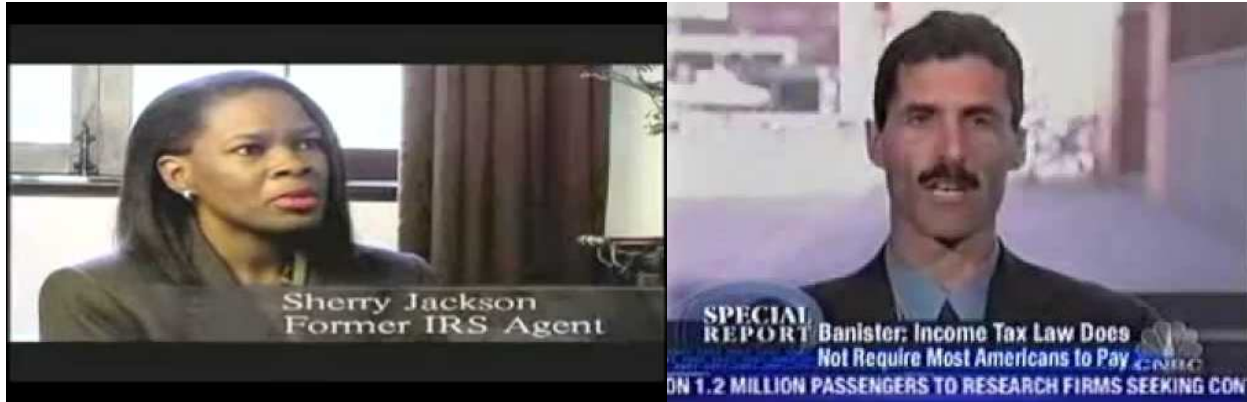 Sherry Jackson
Former IRS Agent
SPECIAL
REPORT
Banister: Income Tax Law Does
Not Require Most Americans to Pay
CNBC
ON 1.2 MILLION PASSENGERS TO RESEARCH FIRMS SEEKING CON